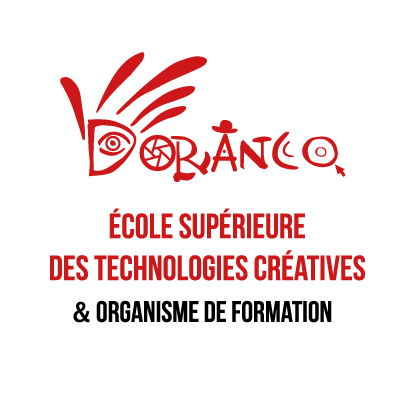 DORANCO
ÉCOLE SUPÉRIEURE
DES TECHNOLOGIES CRÉATIVES
& ORGANISME DE FORMATION